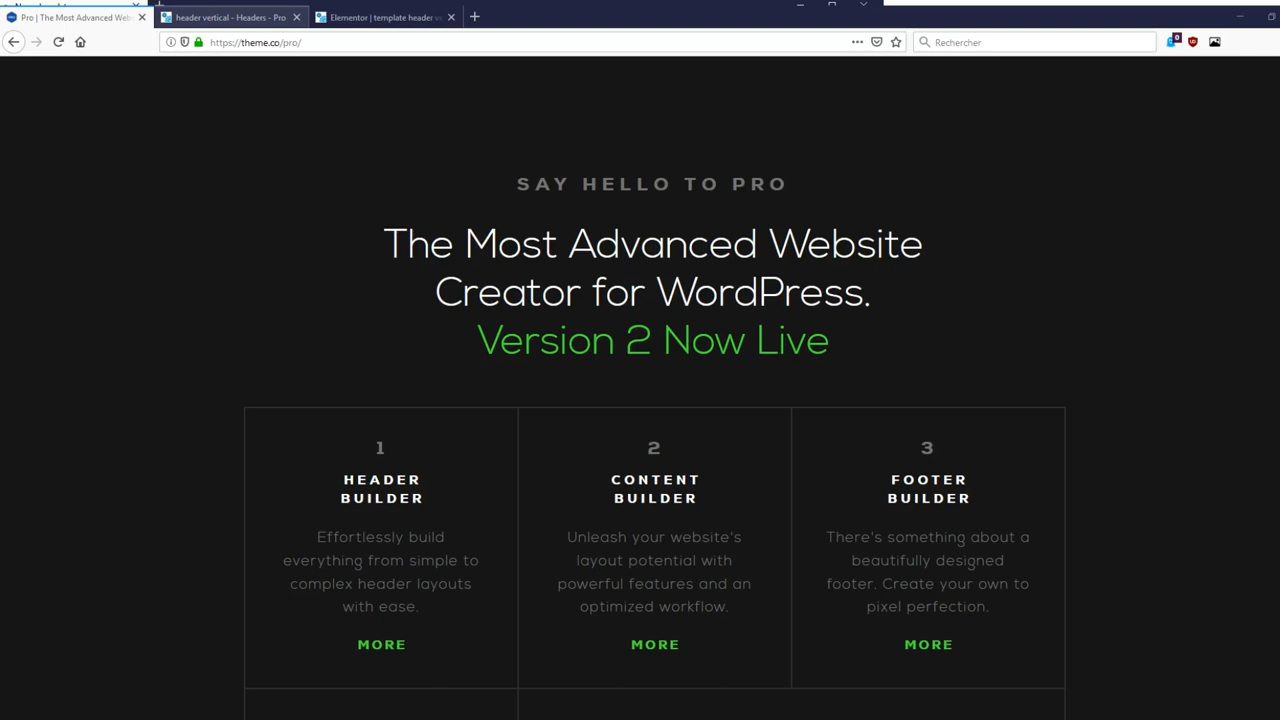 Pro | The Most Advanced Webs
header vertical - Headers - Pro
Elementor | template header v
https://theme.co/pro/
Rechercher
0
SAY HELLO TO PRO
The Most Advanced Website
Creator for WordPress.
Version 2 Now Live
1
HEADER
BUILDER
Effortlessly build
everything from simple to
complex header layouts
with ease.
MORE
2
CONTENT
BUILDER
Unleash your website's
layout potential with
powerful features and an
optimized workflow.
MORE
3
FOOTER
BUILDER
There's something about a
beautifully designed
footer. Create your own to
pixel perfection.
MORE